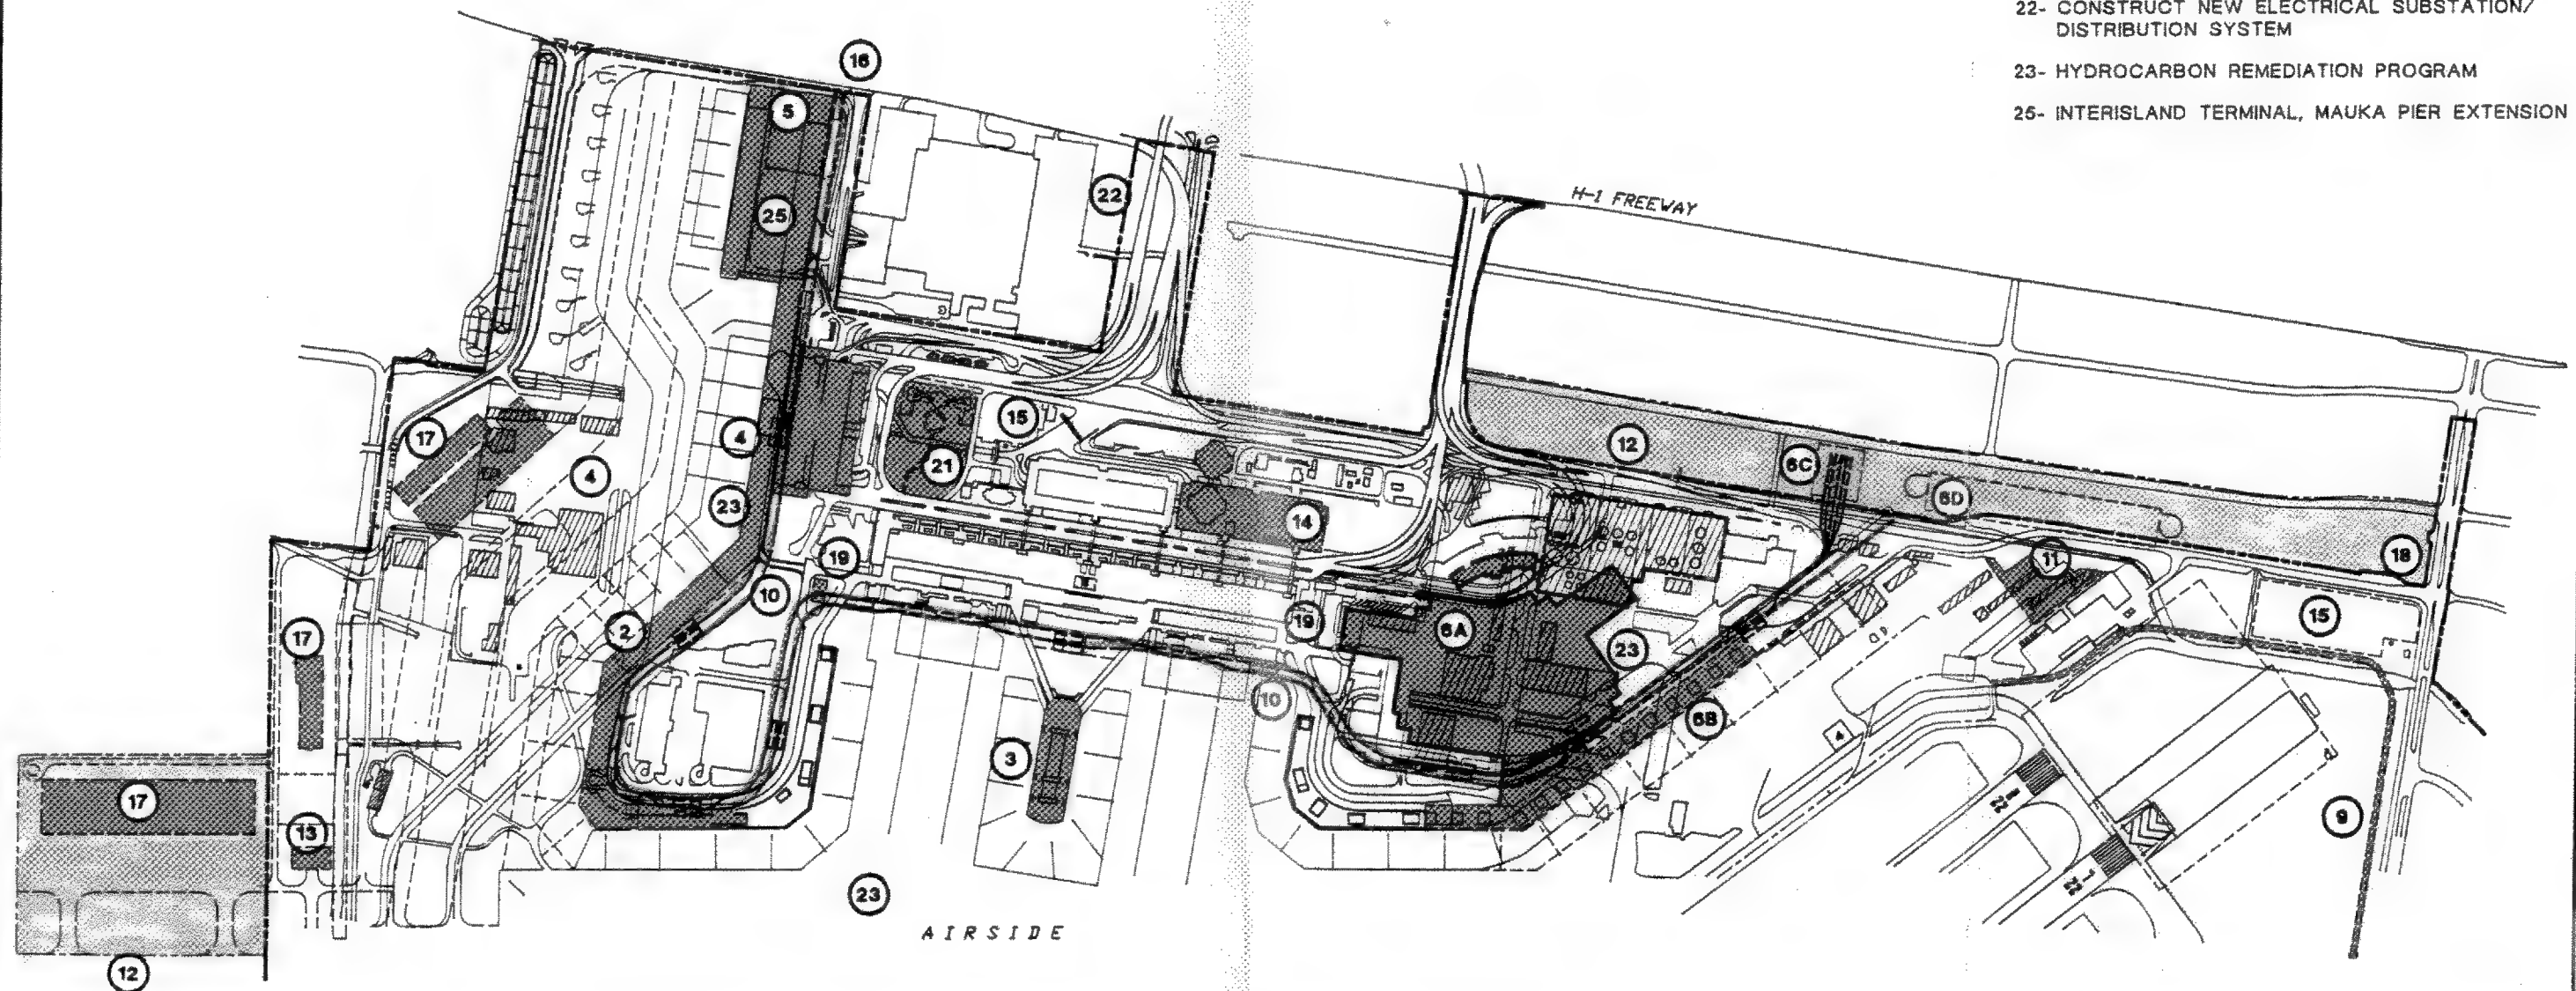 22- CONSTRUCT NEW ELECTRICAL SUBSTATION/
DISTRIBUTION SYSTEM
23- HYDROCARBON REMEDIATION PROGRAM
25- INTERISLAND TERMINAL, MAUKA PIER EXTENSION
16
5
22
25
H-1 FREEWAY
17
4
4
15
21
12
6C
6D
23
14
18
19
11
10
15
2
19
6A
23
17
10
6B
3
4
17
13
9
23
AIRSIDE
12